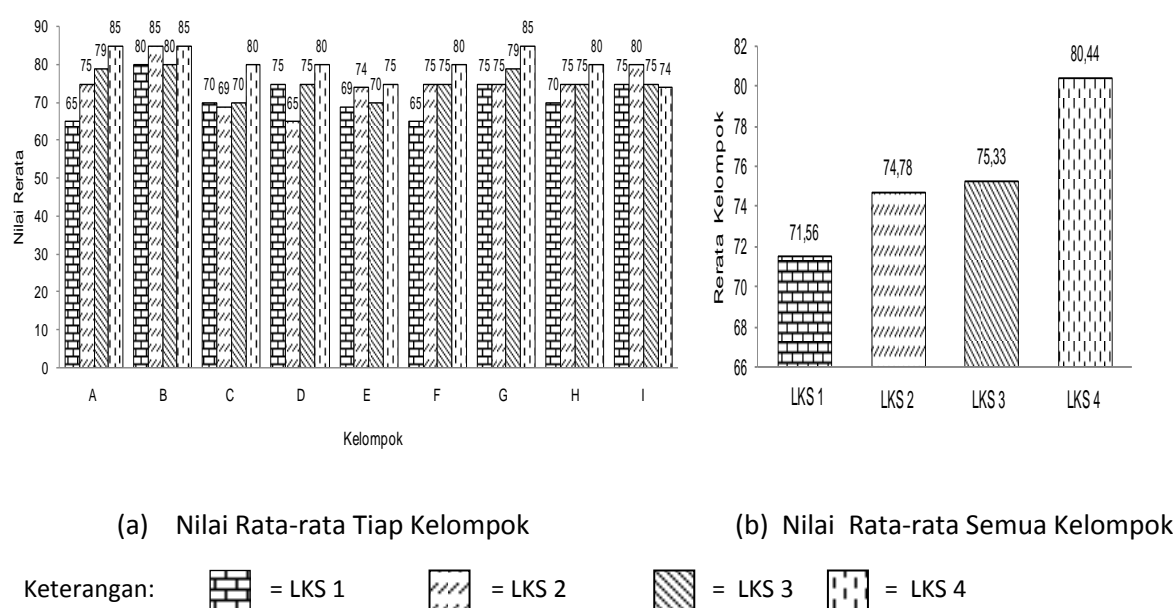 90
80
70
60
50
40
30
20
10
0
Nilai Rerata
65 75 79 85
80 85 80 85
70 69 70 80
75 65 75 80
69 74 70 75
65 75 75 80
75 75 79 85
70 75 75 80
75 80 75 74
A B C D E F G H I
Kelompok
82
80
78
76
74
72
70
68
66
Rerata Kelompok
71,56 74,78 75,33 80,44
LKS 1 LKS 2 LKS 3 LKS 4
(a) Nilai Rata-rata Tiap Kelompok
(b) Nilai Rata-rata Semua Kelompok
Keterangan: = LKS 1 = LKS 2 = LKS 3 = LKS 4